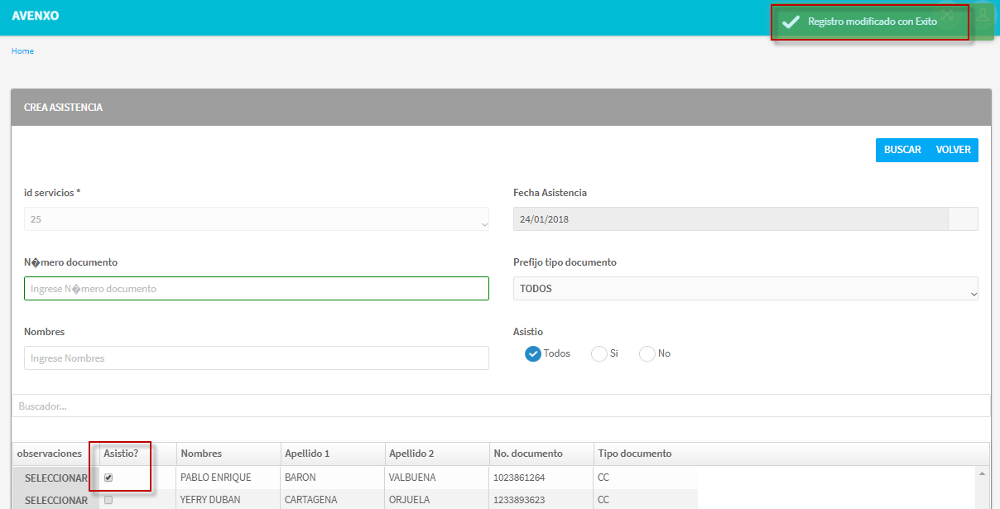 AVENXO
Registro modificado con Exito
Home
CREA ASISTENCIA
BUSCAR VOLVER
id servicios * Fecha Asistencia
25 24/01/2018
N�mero documento Prefijo tipo documento
Ingrese N�mero documento TODOS
Nombres Asistio
Ingrese Nombres Todos Si No
Buscador...
observaciones Asistio? Nombres Apellido 1 Apellido 2 No. documento Tipo documento
SELECCIONAR PABLO ENRIQUE BARON VALBUENA 1023861264 CC
SELECCIONAR YEFRY DUBAN CARTAGENA ORJUELA 1233893623 CC